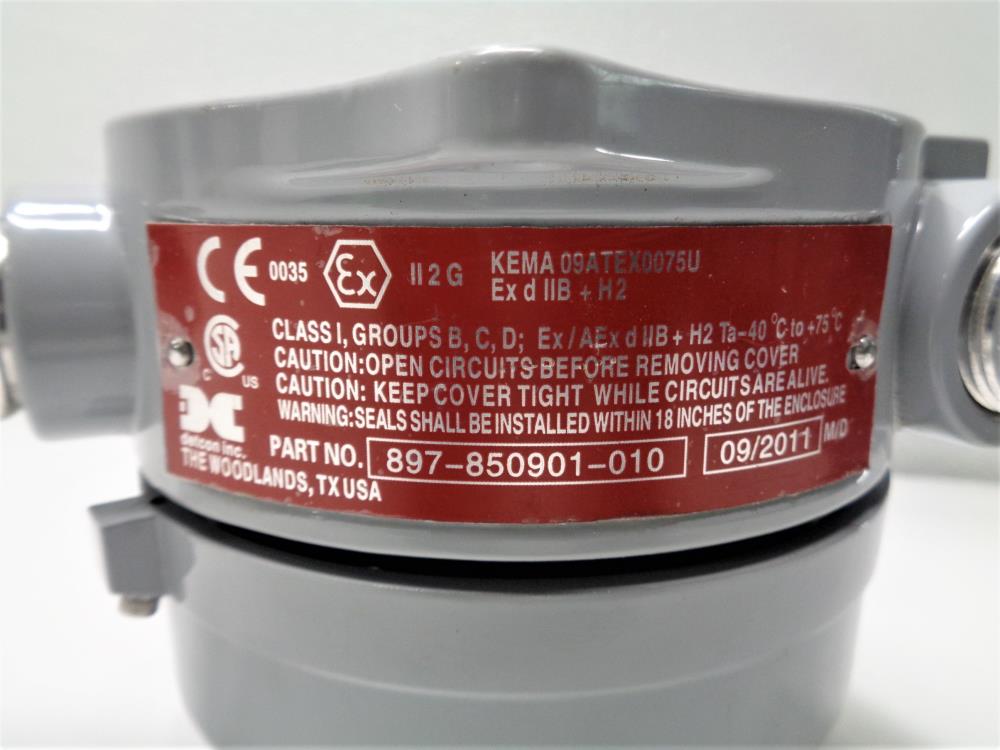 CE 0035 Ex II 2 G KEMA 09ATEX0075U
Ex d IIB + H2
CLASS I, GROUPS B, C, D; Ex / AEx d IIB + H2 Ta-40 °C to +75 °C
CAUTION: OPEN CIRCUITS BEFORE REMOVING COVER
CAUTION: KEEP COVER TIGHT WHILE CIRCUITS ARE ALIVE.
WARNING: SEALS SHALL BE INSTALLED WITHIN 18 INCHES OF THE ENCLOSURE
SA
C US
detcon inc.
THE WOODLANDS, TX USA
PART NO. 897-850901-010 09/2011 M/D